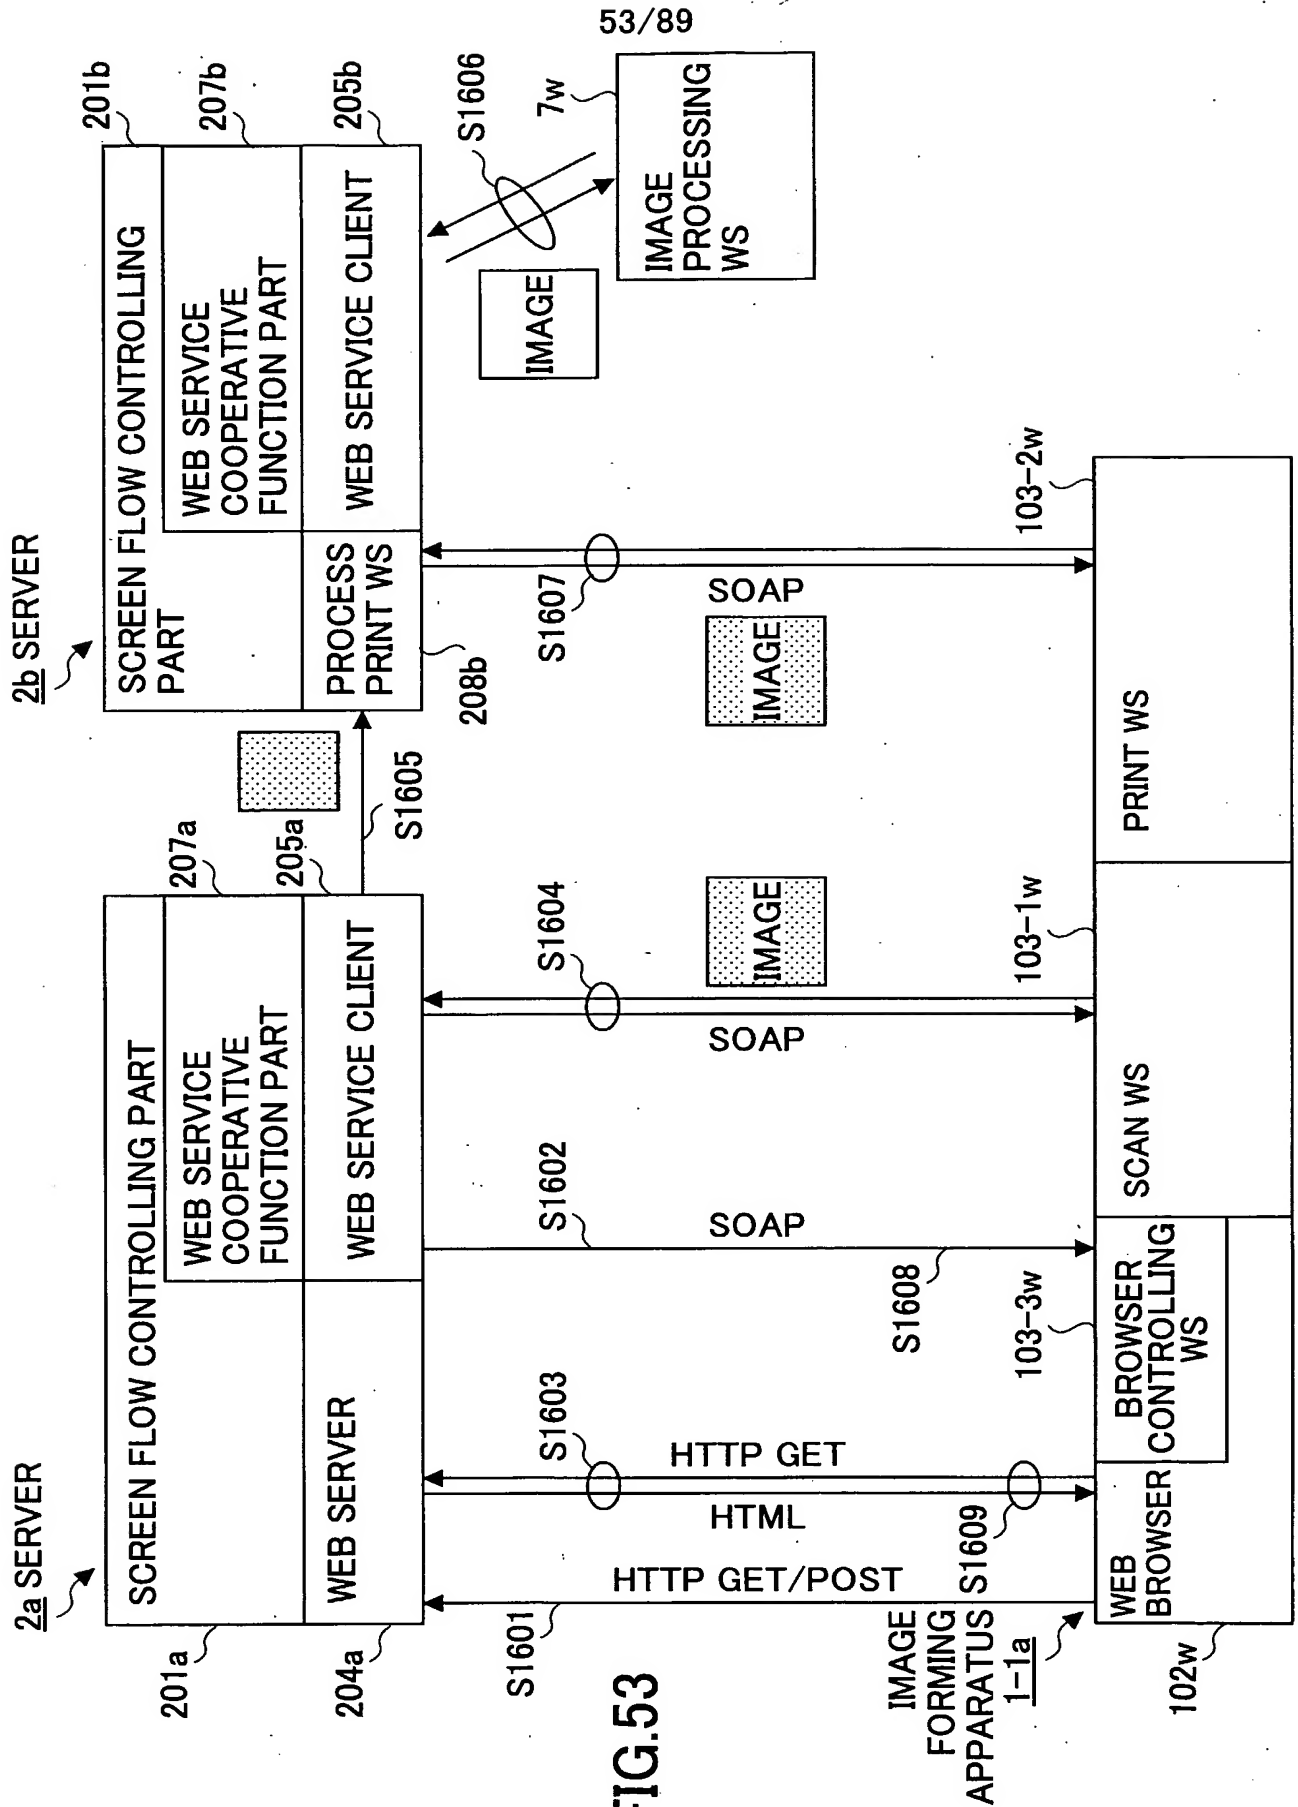 53/89
2a SERVER
SCREEN FLOW CONTROLLING PART
201a
WEB SERVICE
COOPERATIVE
FUNCTION PART
207a
WEB SERVER
204a
WEB SERVICE CLIENT
205a
S1605
2b SERVER
SCREEN FLOW CONTROLLING
PART
201b
WEB SERVICE
COOPERATIVE
FUNCTION PART
207b
PROCESS
PRINT WS
208b
WEB SERVICE CLIENT
205b
S1601
HTTP GET/POST
S1603
HTTP GET
HTML
S1609
S1602
SOAP
S1608
S1604
SOAP
IMAGE
S1607
SOAP
IMAGE
IMAGE
S1606
7w
IMAGE
PROCESSING
WS
IMAGE
FORMING
APPARATUS
1-1a
WEB
BROWSER
102w
BROWSER
CONTROLLING
WS
103-3w
SCAN WS
103-1w
PRINT WS
103-2w
FIG.53